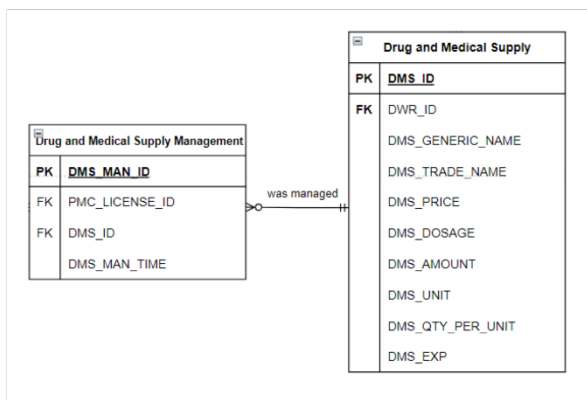 Drug and Medical Supply Management
PK DMS_MAN_ID
FK PMC_LICENSE_ID
FK DMS_ID
DMS_MAN_TIME
was managed
Drug and Medical Supply
PK DMS_ID
FK DWR_ID
DMS_GENERIC_NAME
DMS_TRADE_NAME
DMS_PRICE
DMS_DOSAGE
DMS_AMOUNT
DMS_UNIT
DMS_QTY_PER_UNIT
DMS_EXP